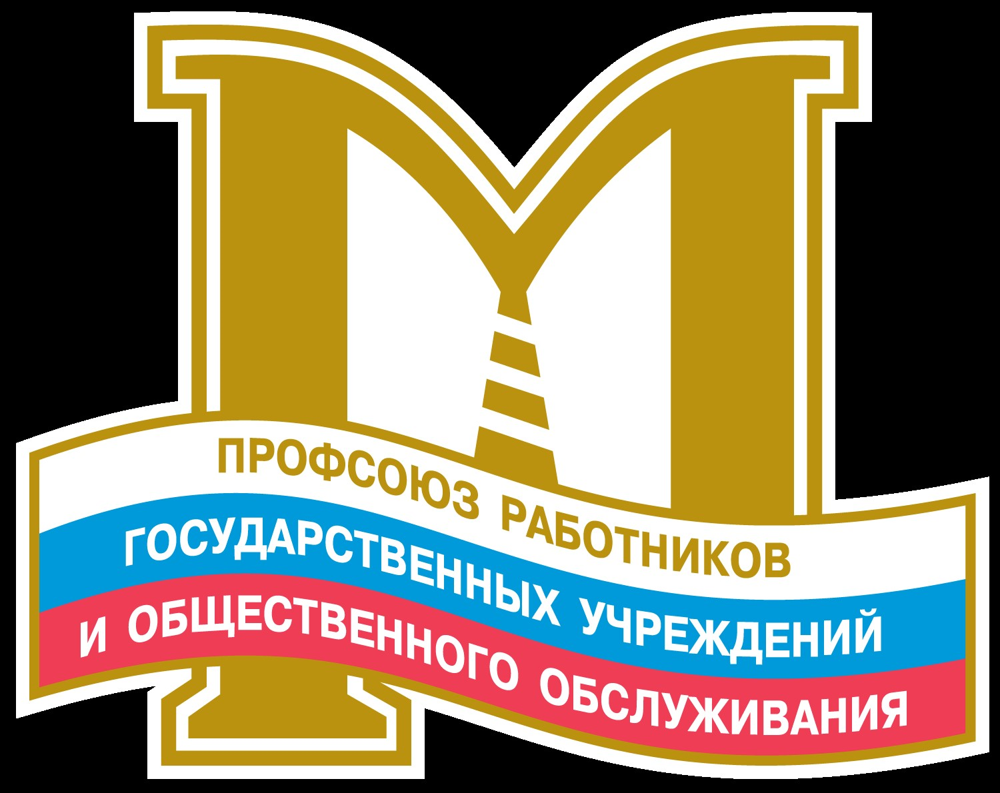 ПРОФСОЮЗ РАБОТНИКОВ
ГОСУДАРСТВЕННЫХ УЧРЕЖДЕНИЙ
И ОБЩЕСТВЕННОГО ОБСЛУЖИВАНИЯ